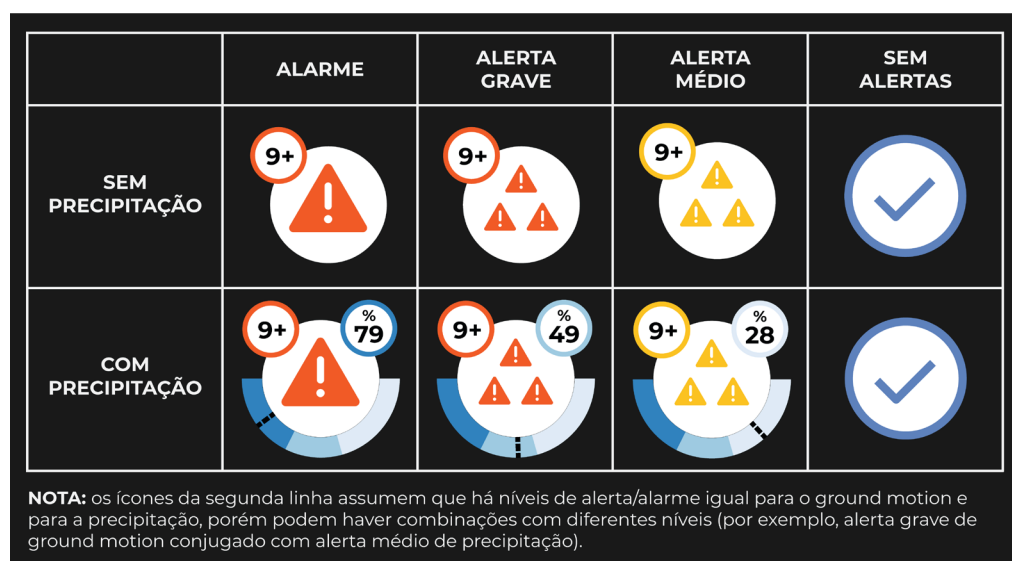 ALARME
ALERTA
GRAVE
ALERTA
MÉDIO
SEM
ALERTAS
SEM
PRECIPITAÇÃO
9+
9+
9+
COM
PRECIPITAÇÃO
9+
%
79
9+
%
49
9+
%
28
NOTA: os ícones da segunda linha assumem que há níveis de alerta/alarme igual para o ground motion e
para a precipitação, porém podem haver combinações com diferentes níveis (por exemplo, alerta grave de
ground motion conjugado com alerta médio de precipitação).